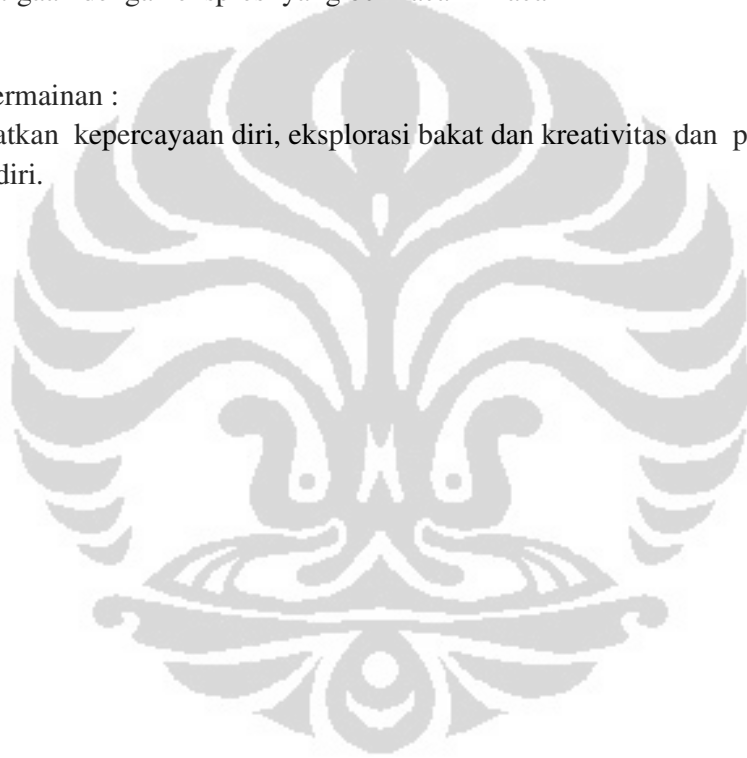 ermainan :
atkan kepercayaan diri, eksplorasi bakat dan kreativitas dan p
diri.